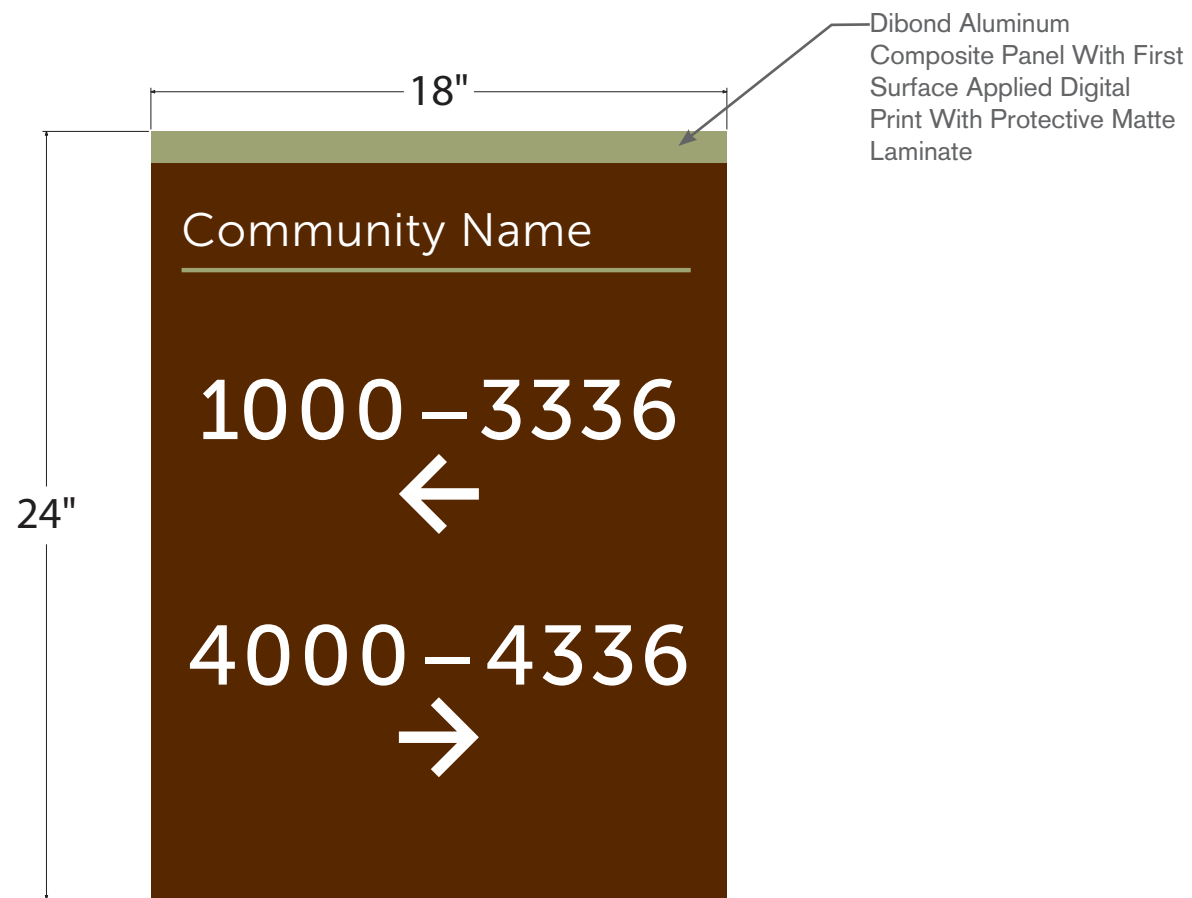 Dibond Aluminum
Composite Panel With First
Surface Applied Digital
Print With Protective Matte
Laminate
18"
24"
Community Name
1000–3336
←
4000–4336
→